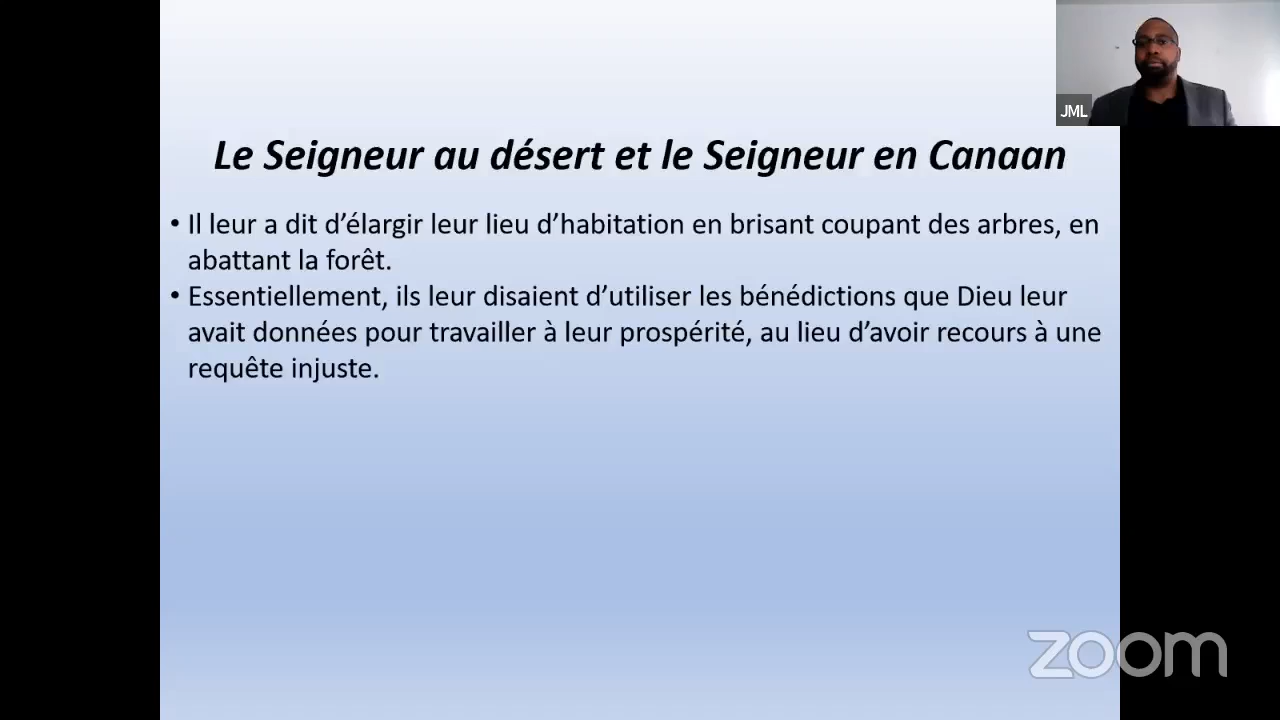 JML
Le Seigneur au désert et le Seigneur en Canaan
• Il leur a dit d’élargir leur lieu d’habitation en brisant coupant des arbres, en
abattant la forêt.
• Essentiellement, ils leur disaient d’utiliser les bénédictions que Dieu leur
avait données pour travailler à leur prospérité, au lieu d’avoir recours à une
requête injuste.
zoom